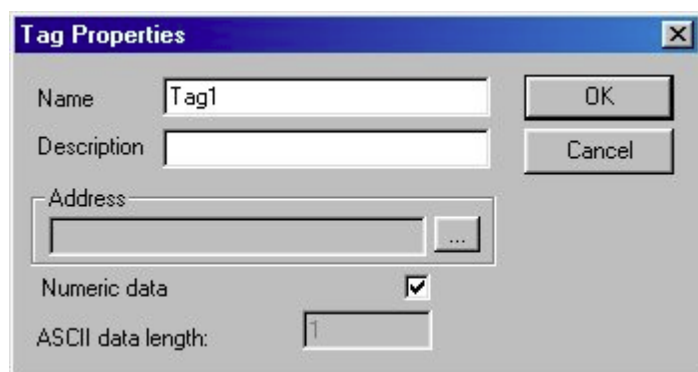 Tag Properties
Name Tag1 OK
Description Cancel
Address
...
Numeric data
ASCII data length: 1